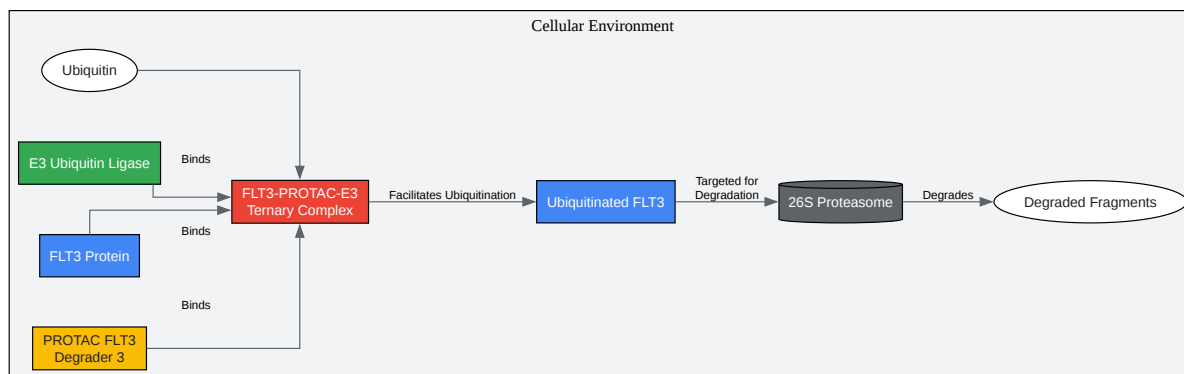 Cellular Environment
Ubiquitin
E3 Ubiquitin Ligase
Binds
FLT3-PROTAC-E3
Ternary Complex
Facilitates Ubiquitination
Ubiquitinated FLT3
Targeted for
Degradation
26S Proteasome
Degrades
Degraded Fragments
Binds
FLT3 Protein
Binds
PROTAC FLT3
Degrader 3